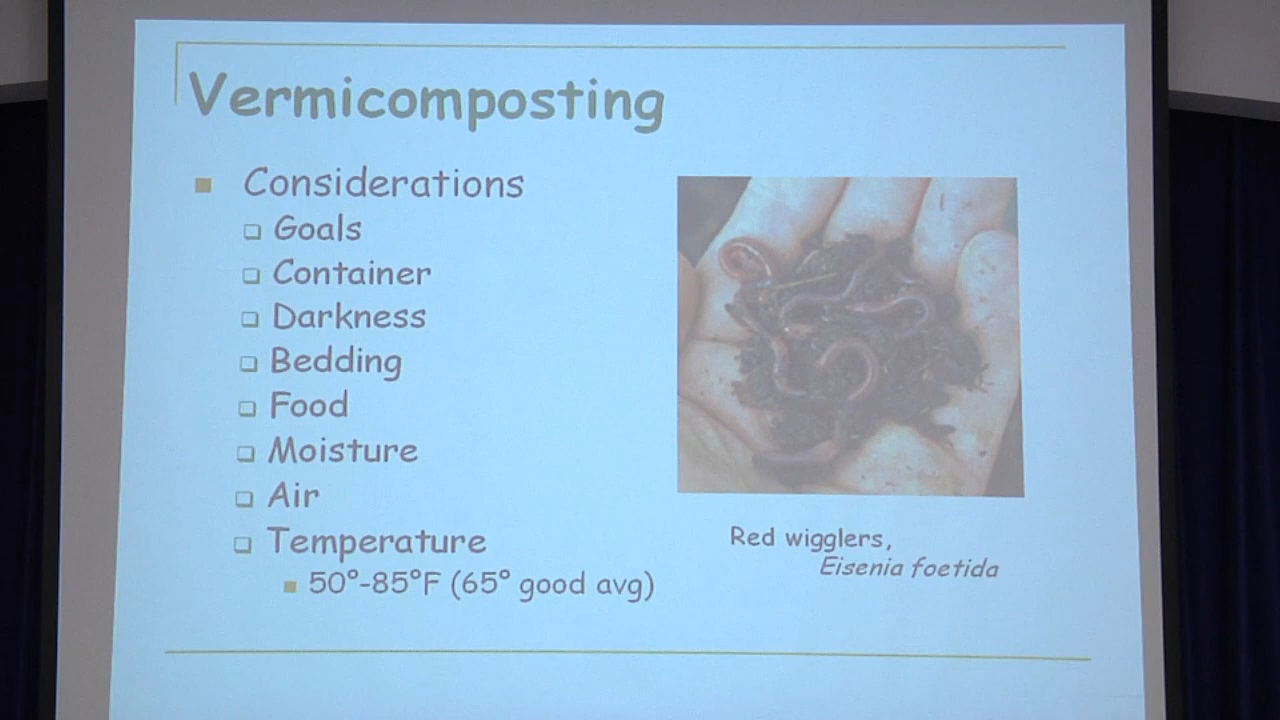 Vermicomposting
Considerations
Goals
Container
Darkness
Bedding
Food
Moisture
Air
Temperature
50°-85°F (65° good avg)
Red wigglers,
Eisenia foetida